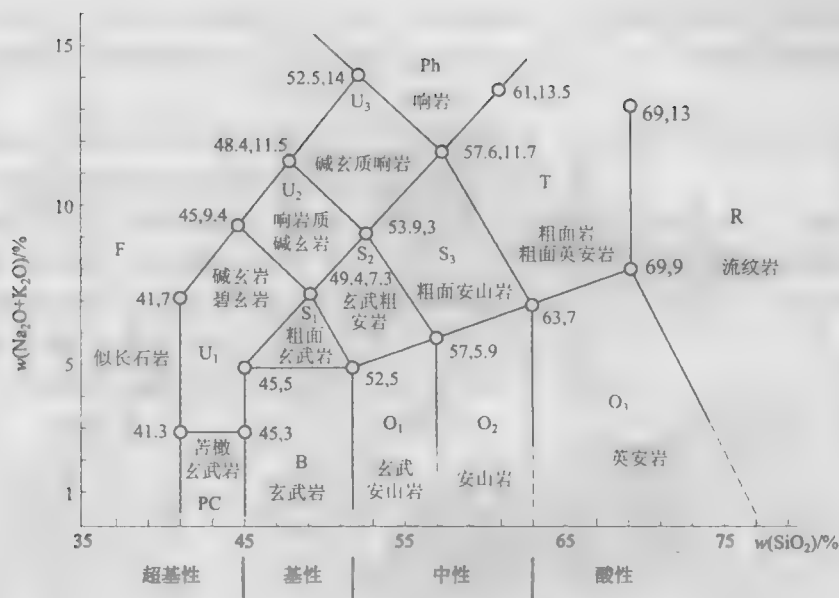 15
10
5
1
w(Na₂O+K₂O)/%
52.5,14
Ph
响岩
61,13.5
69,13
U₃
48.4,11.5
碱玄质响岩
57.6,11.7
U₂
T
45,9.4
响岩质
碱玄岩
53.9,3
R
F
S₂
S₃
粗面岩
粗面英安岩
碱玄岩
碧玄岩
49.4,7.3
玄武粗
安岩
粗面安山岩
69,9
流纹岩
41,7
S₁
粗面
玄武岩
63,7
似长石岩
U₁
57,5.9
45,5
52,5
O₃
41.3
45,3
O₁
O₂
英安岩
苦橄
玄武岩
B
玄武岩
玄武
安山岩
安山岩
PC
35
45
55
65
75
w(SiO₂)/%
超基性
基性
中性
酸性